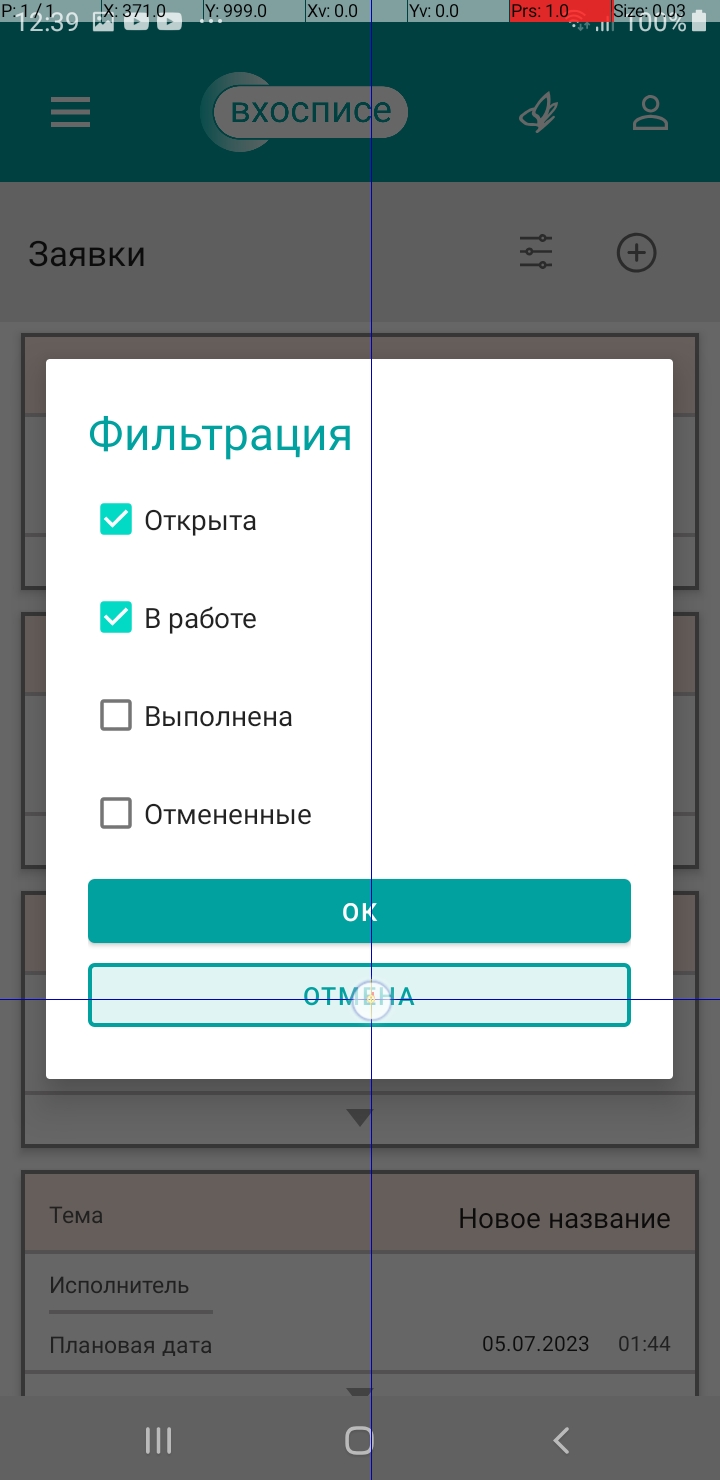 P: 1 / 1 X: 371.0 Y: 999.0 Xv: 0.0 Yv: 0.0 Prs: 1.0 Size: 0.03
12:39 100%
вхосписе
Заявки
Фильтрация
Открыта
В работе
Выполнена
Отмененные
ОК
ОТМЕНА
Тема Новое название
Исполнитель
Плановая дата 05.07.2023 01:44